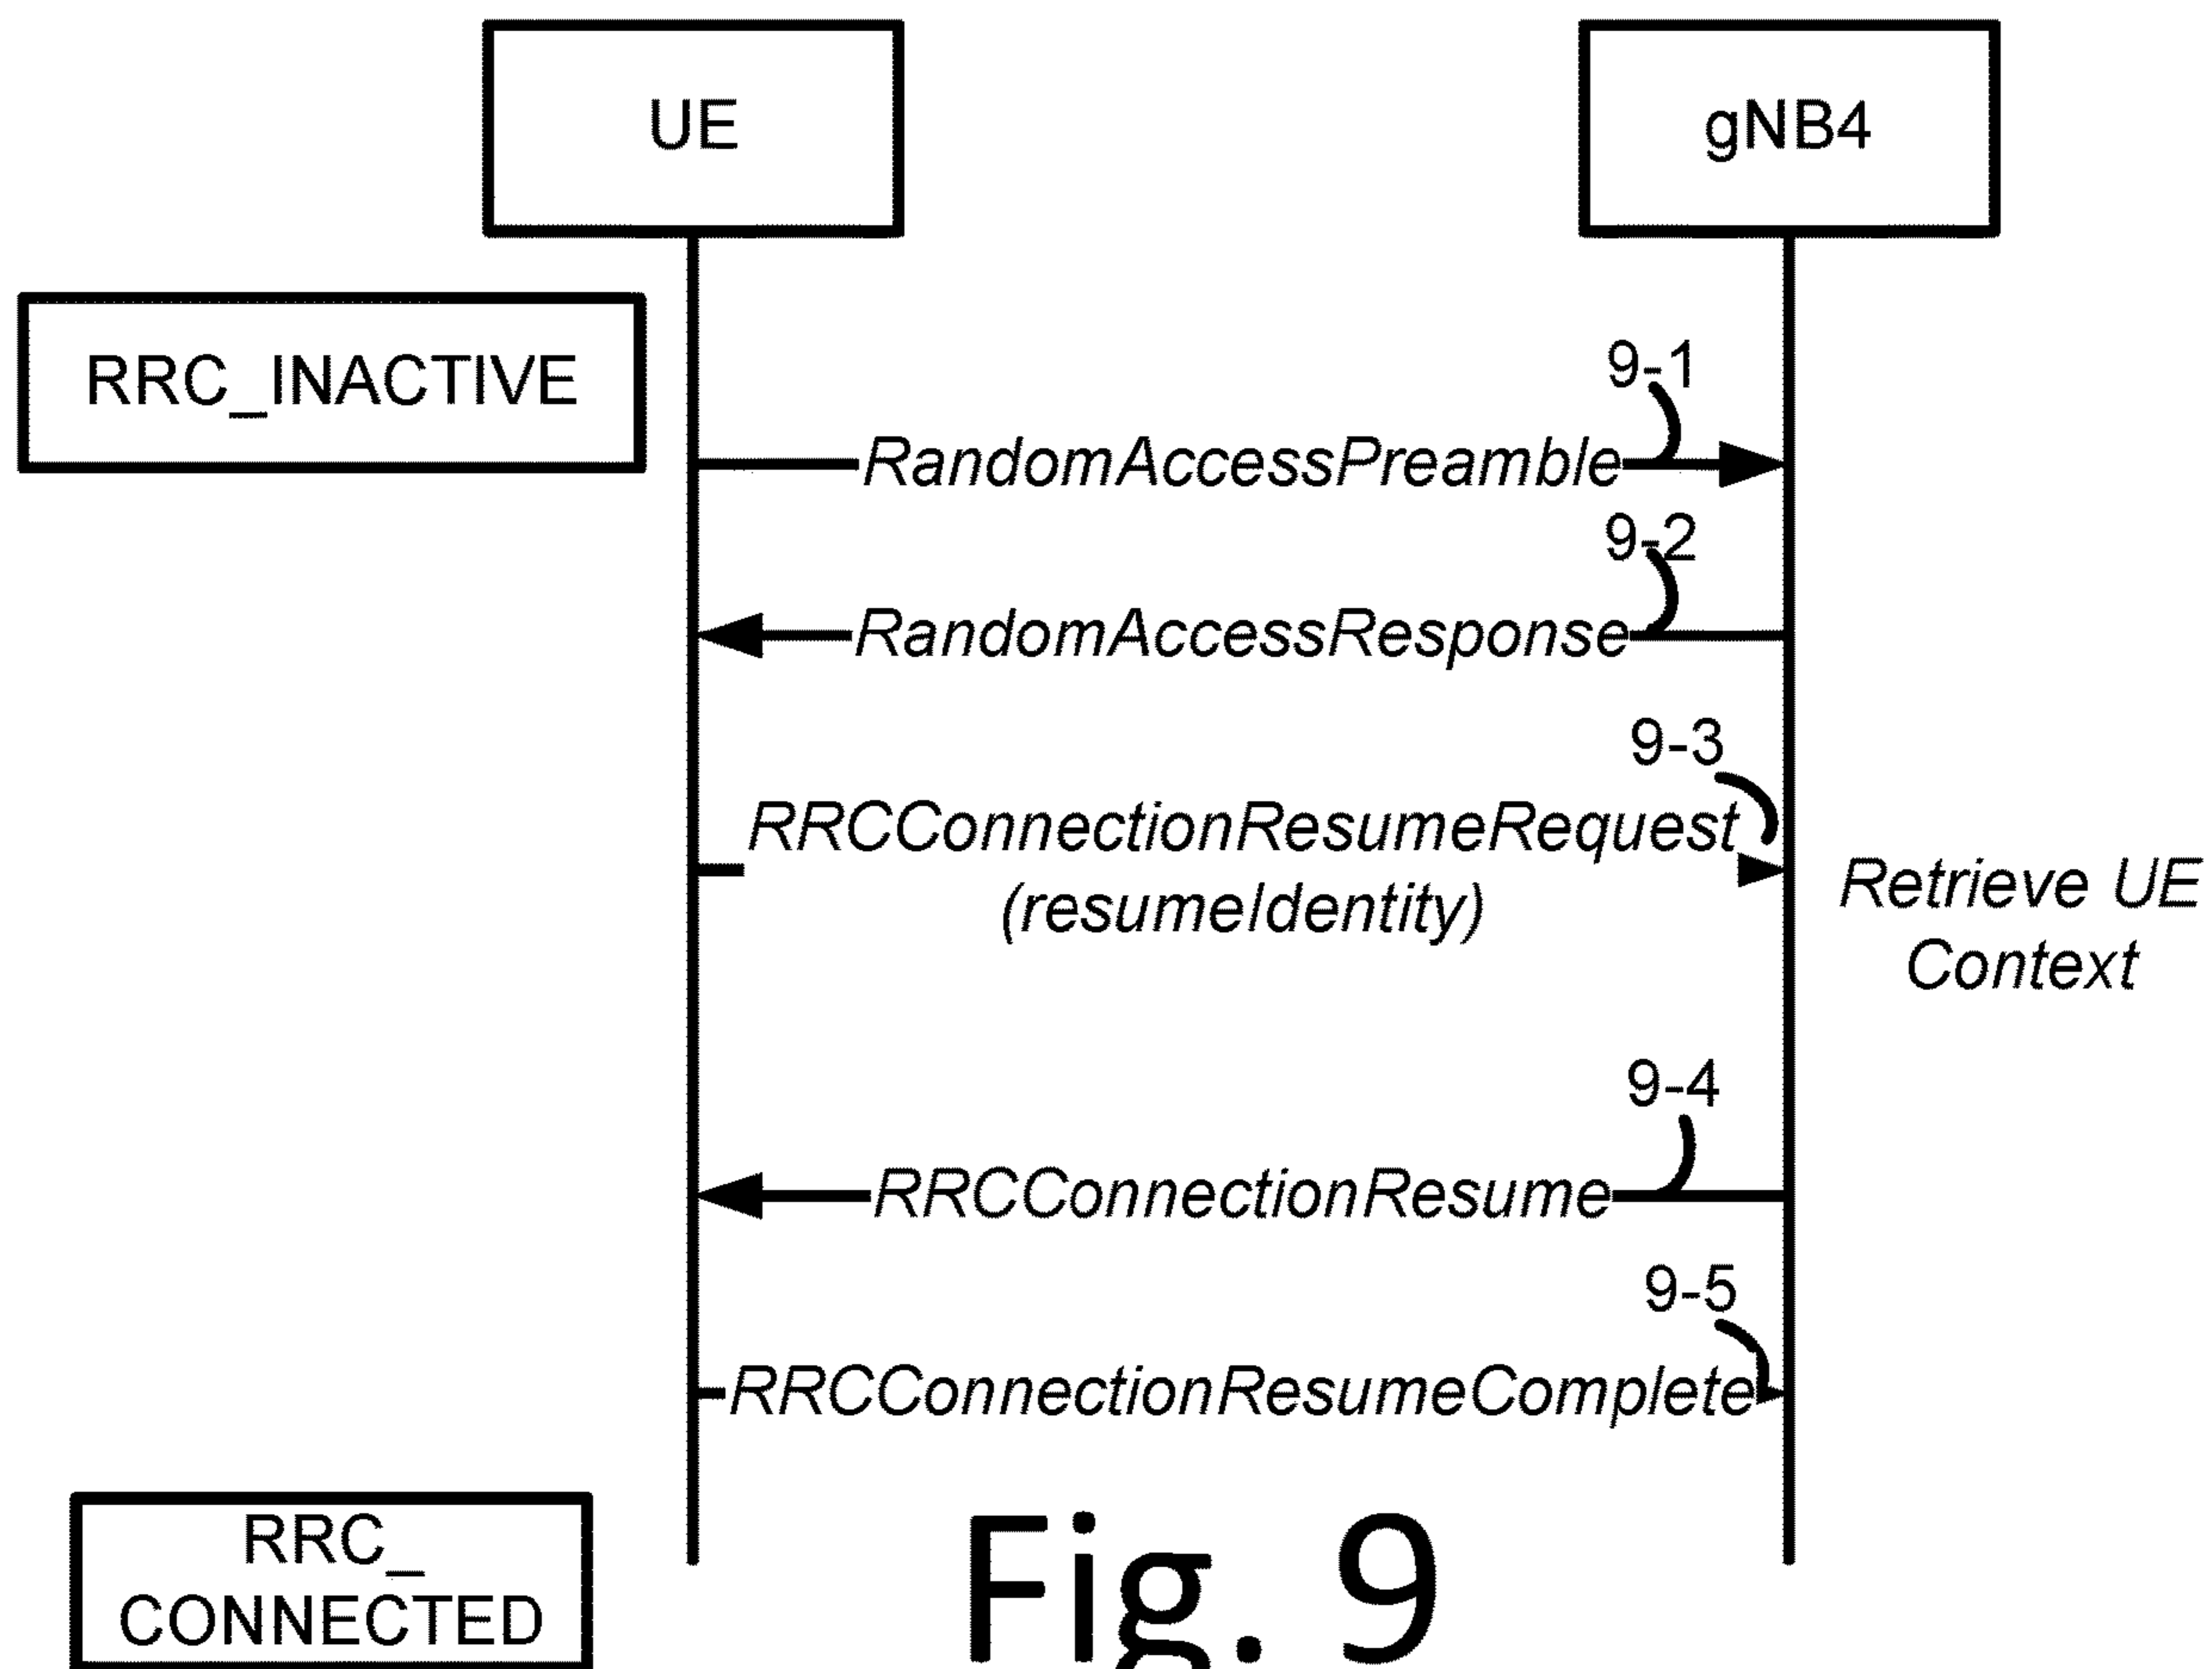 UE
gNB4
RRC_INACTIVE
9-1
RandomAccessPreamble
9-2
RandomAccessResponse
9-3
RRCConnectionResumeRequest
(resumeIdentity)
Retrieve UE
Context
9-4
RRCConnectionResume
9-5
RRCConnectionResumeComplete
RRC_
CONNECTED
Fig. 9